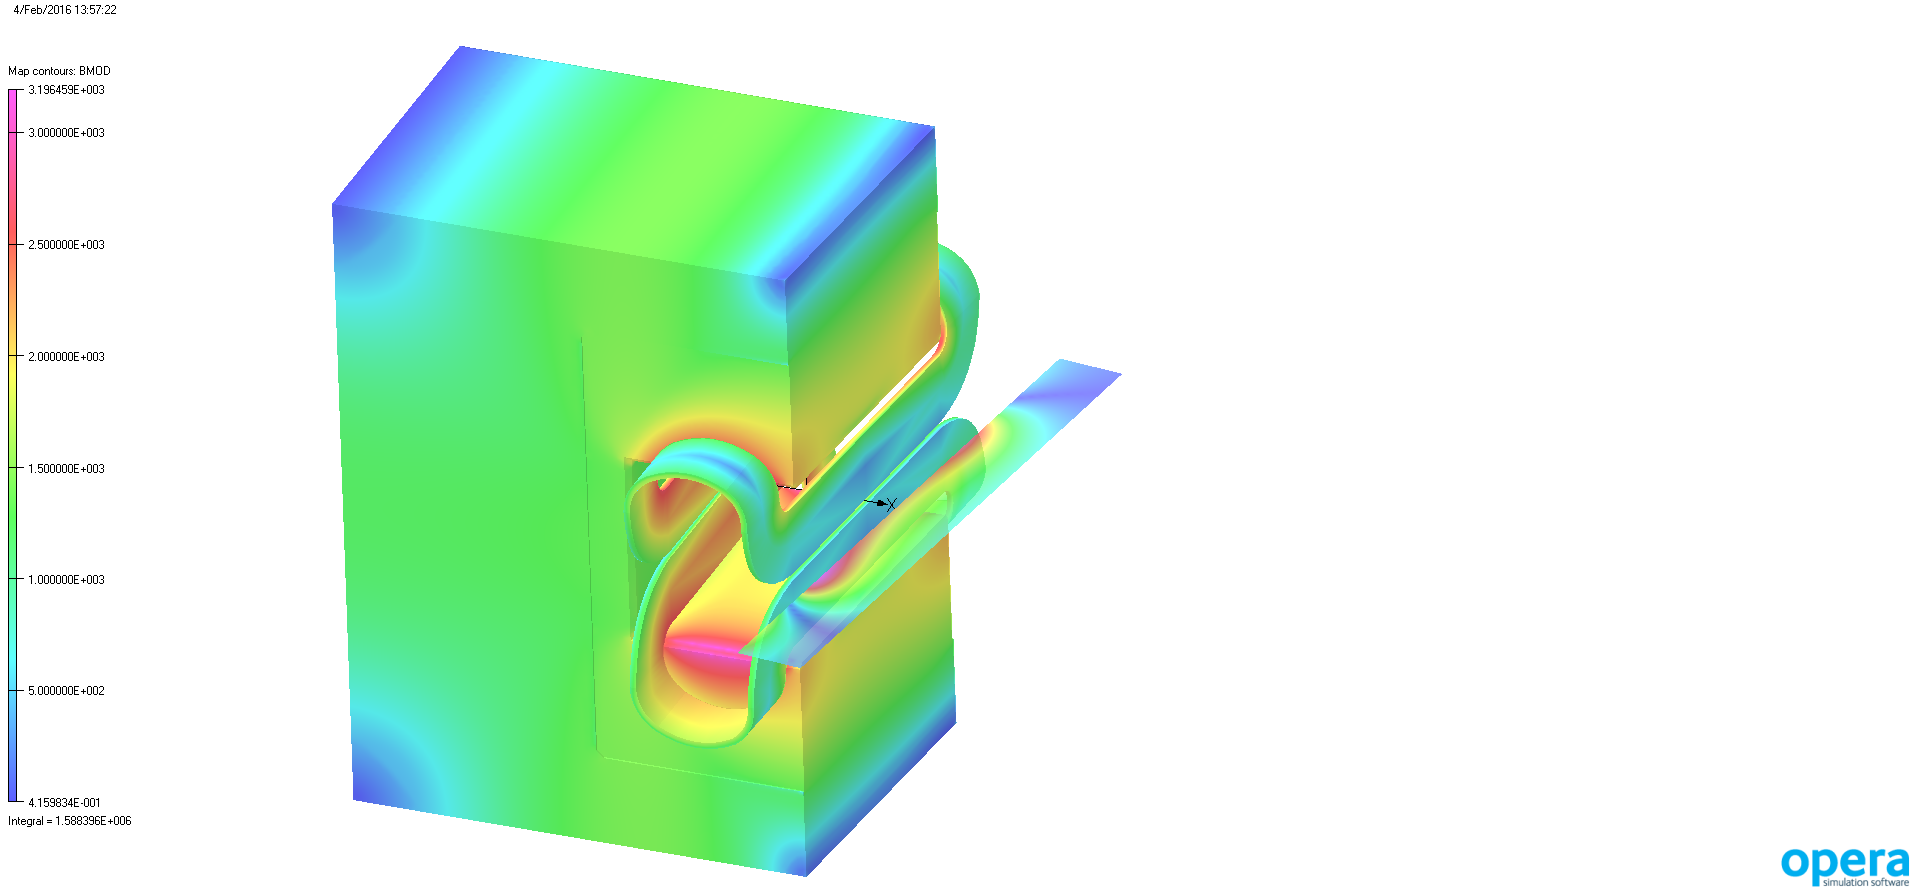 4/Feb/2016 13:57:22
Map contours: BMOD
3.196459E+003
3.000000E+003
2.500000E+003
2.000000E+003
1.500000E+003
1.000000E+003
5.000000E+002
4.159834E-001
Integral = 1.588396E+006
X
opera
simulation software